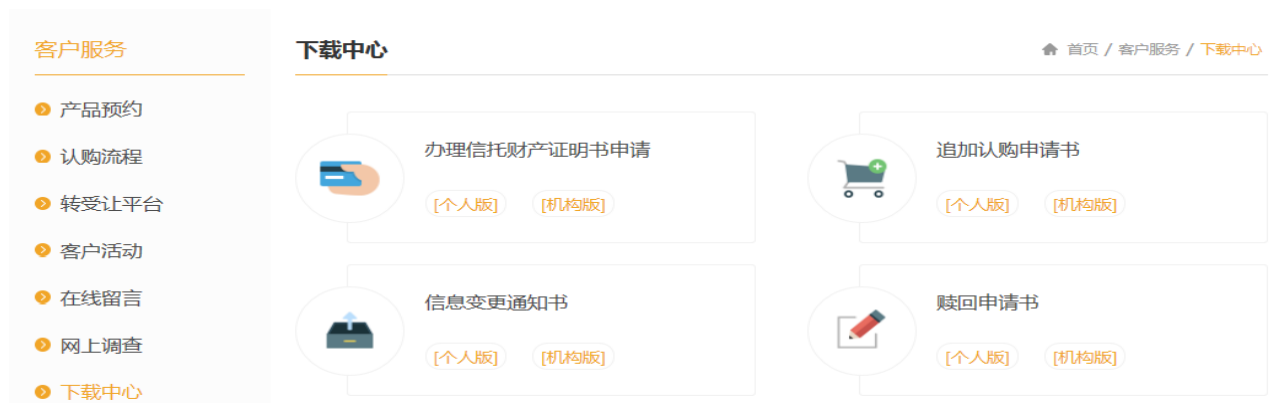 客户服务
产品预约
认购流程
转受让平台
客户活动
在线留言
网上调查
下载中心
下载中心
首页 / 客户服务 / 下载中心
办理信托财产证明书申请
[个人版] [机构版]
追加认购申请书
[个人版] [机构版]
信息变更通知书
[个人版] [机构版]
赎回申请书
[个人版] [机构版]